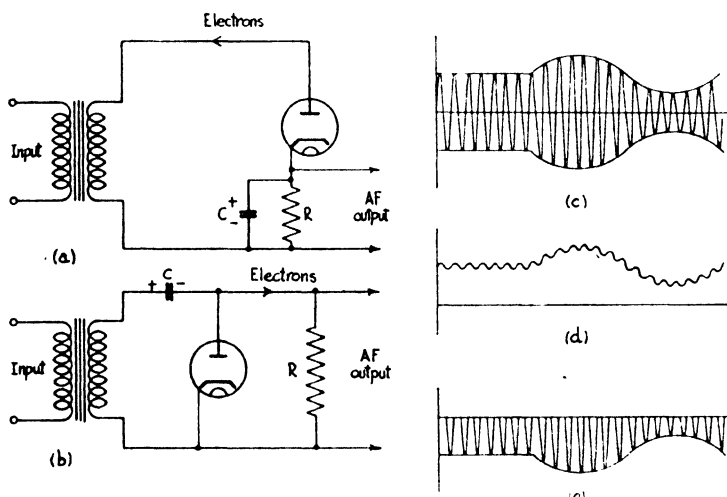 Electrons
Input
C
+
-
R
AF
output
(a)
+
C
-
Electrons
Input
R
AF
output
(b)
(c)
(d)